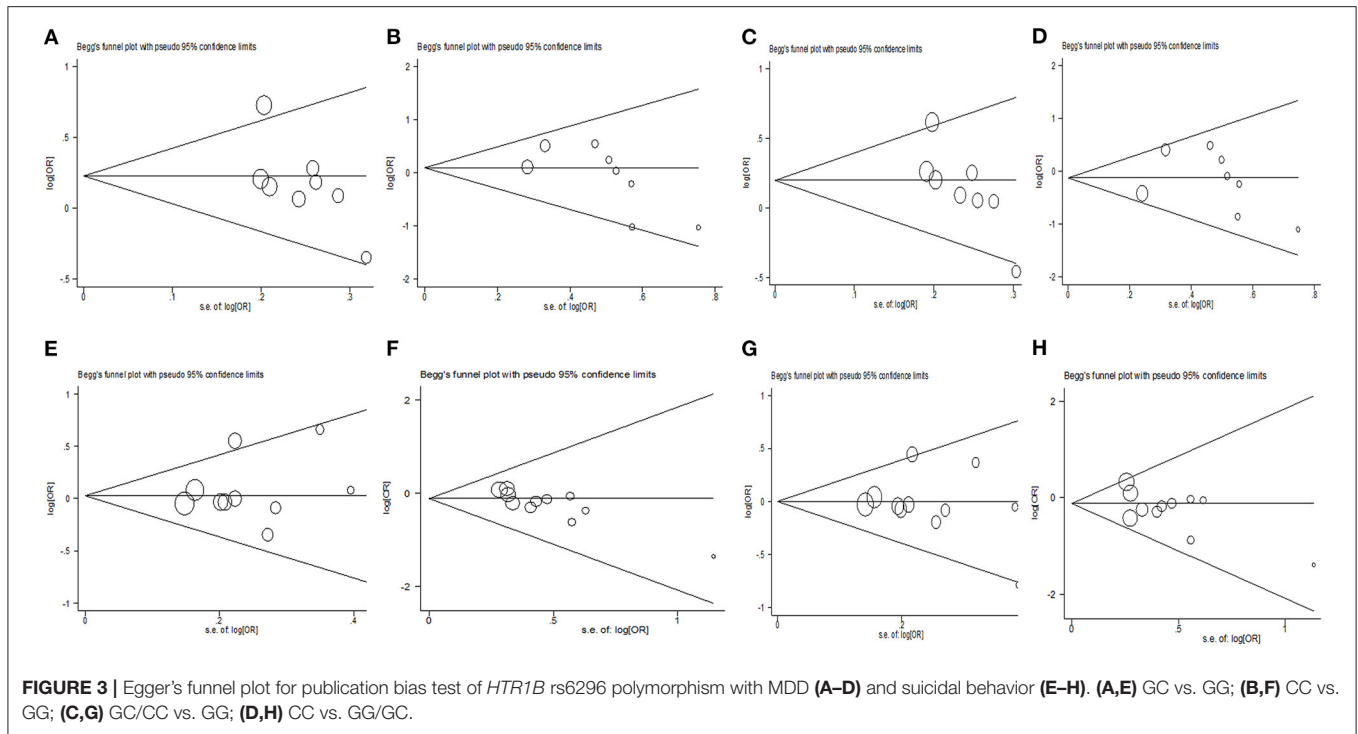 A
Begg's funnel plot with pseudo 95% confidence limits
log[OR]
1
.5
0
-.5
0
.1
.2
.3
s.e. of: log[OR]
B
Begg's funnel plot with pseudo 95% confidence limits
log[OR]
2
1
0
-1
-2
0
.2
.4
.6
.8
s.e. of: log[OR]
C
Begg's funnel plot with pseudo 95% confidence limits
log[OR]
1
.5
0
-.5
0
.1
.2
.3
s.e. of: log[OR]
D
Begg's funnel plot with pseudo 95% confidence limits
log[OR]
2
1
0
-1
-2
0
.2
.4
.6
.8
s.e. of: log[OR]
E
Begg's funnel plot with pseudo 95% confidence limits
log[OR]
1
.5
0
-.5
-1
0
.2
.4
s.e. of: log[OR]
F
Begg's funnel plot with pseudo 95% confidence limits
log[OR]
2
0
-2
0
.5
1
s.e. of: log[OR]
G
Begg's funnel plot with pseudo 95% confidence limits
log[OR]
1
.5
0
-.5
-1
0
.2
s.e. of: log[OR]
H
Begg's funnel plot with pseudo 95% confidence limits
log[OR]
2
0
-2
0
.5
1
s.e. of: log[OR]
FIGURE 3 | Egger's funnel plot for publication bias test of HTR1B rs6296 polymorphism with MDD (A–D) and suicidal behavior (E–H). (A,E) GC vs. GG; (B,F) CC vs.
GG; (C,G) GC/CC vs. GG; (D,H) CC vs. GG/GC.